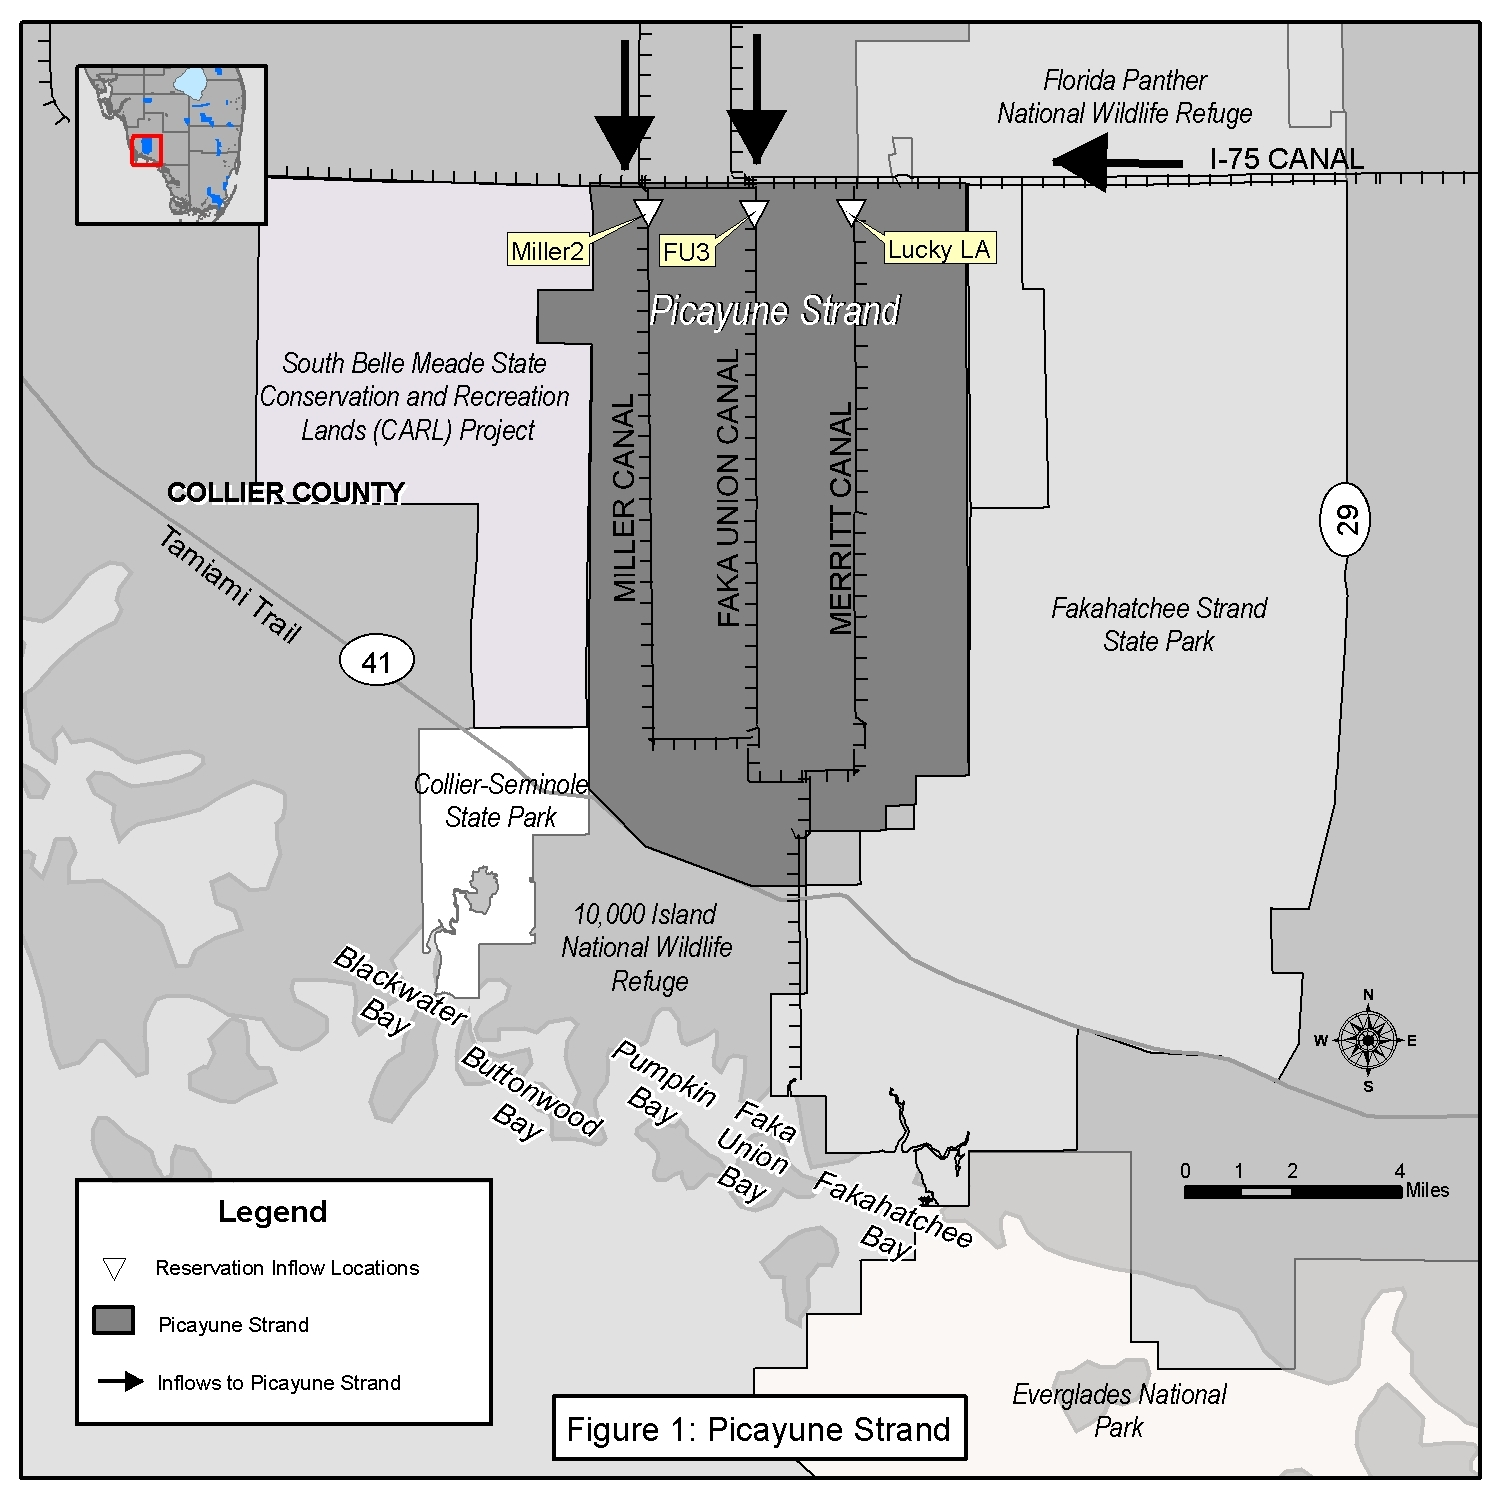 Florida Panther
National Wildlife Refuge
I-75 CANAL
Miller2
FU3
Lucky LA
Picayune Strand
South Belle Meade State
Conservation and Recreation
Lands (CARL) Project
MILLER CANAL
FAKA UNION CANAL
MERRITT CANAL
COLLIER COUNTY
29
Tamiami Trail
41
Fakahatchee Strand
State Park
Collier-Seminole
State Park
10,000 Island
National Wildlife
Refuge
Blackwater
Bay
Buttonwood
Bay
Pumpkin
Bay
Faka
Union
Bay
Fakahatchee
Bay
N
W E
S
0 1 2 4
Miles
Legend
Reservation Inflow Locations
Picayune Strand
Inflows to Picayune Strand
Everglades National
Park
Figure 1: Picayune Strand